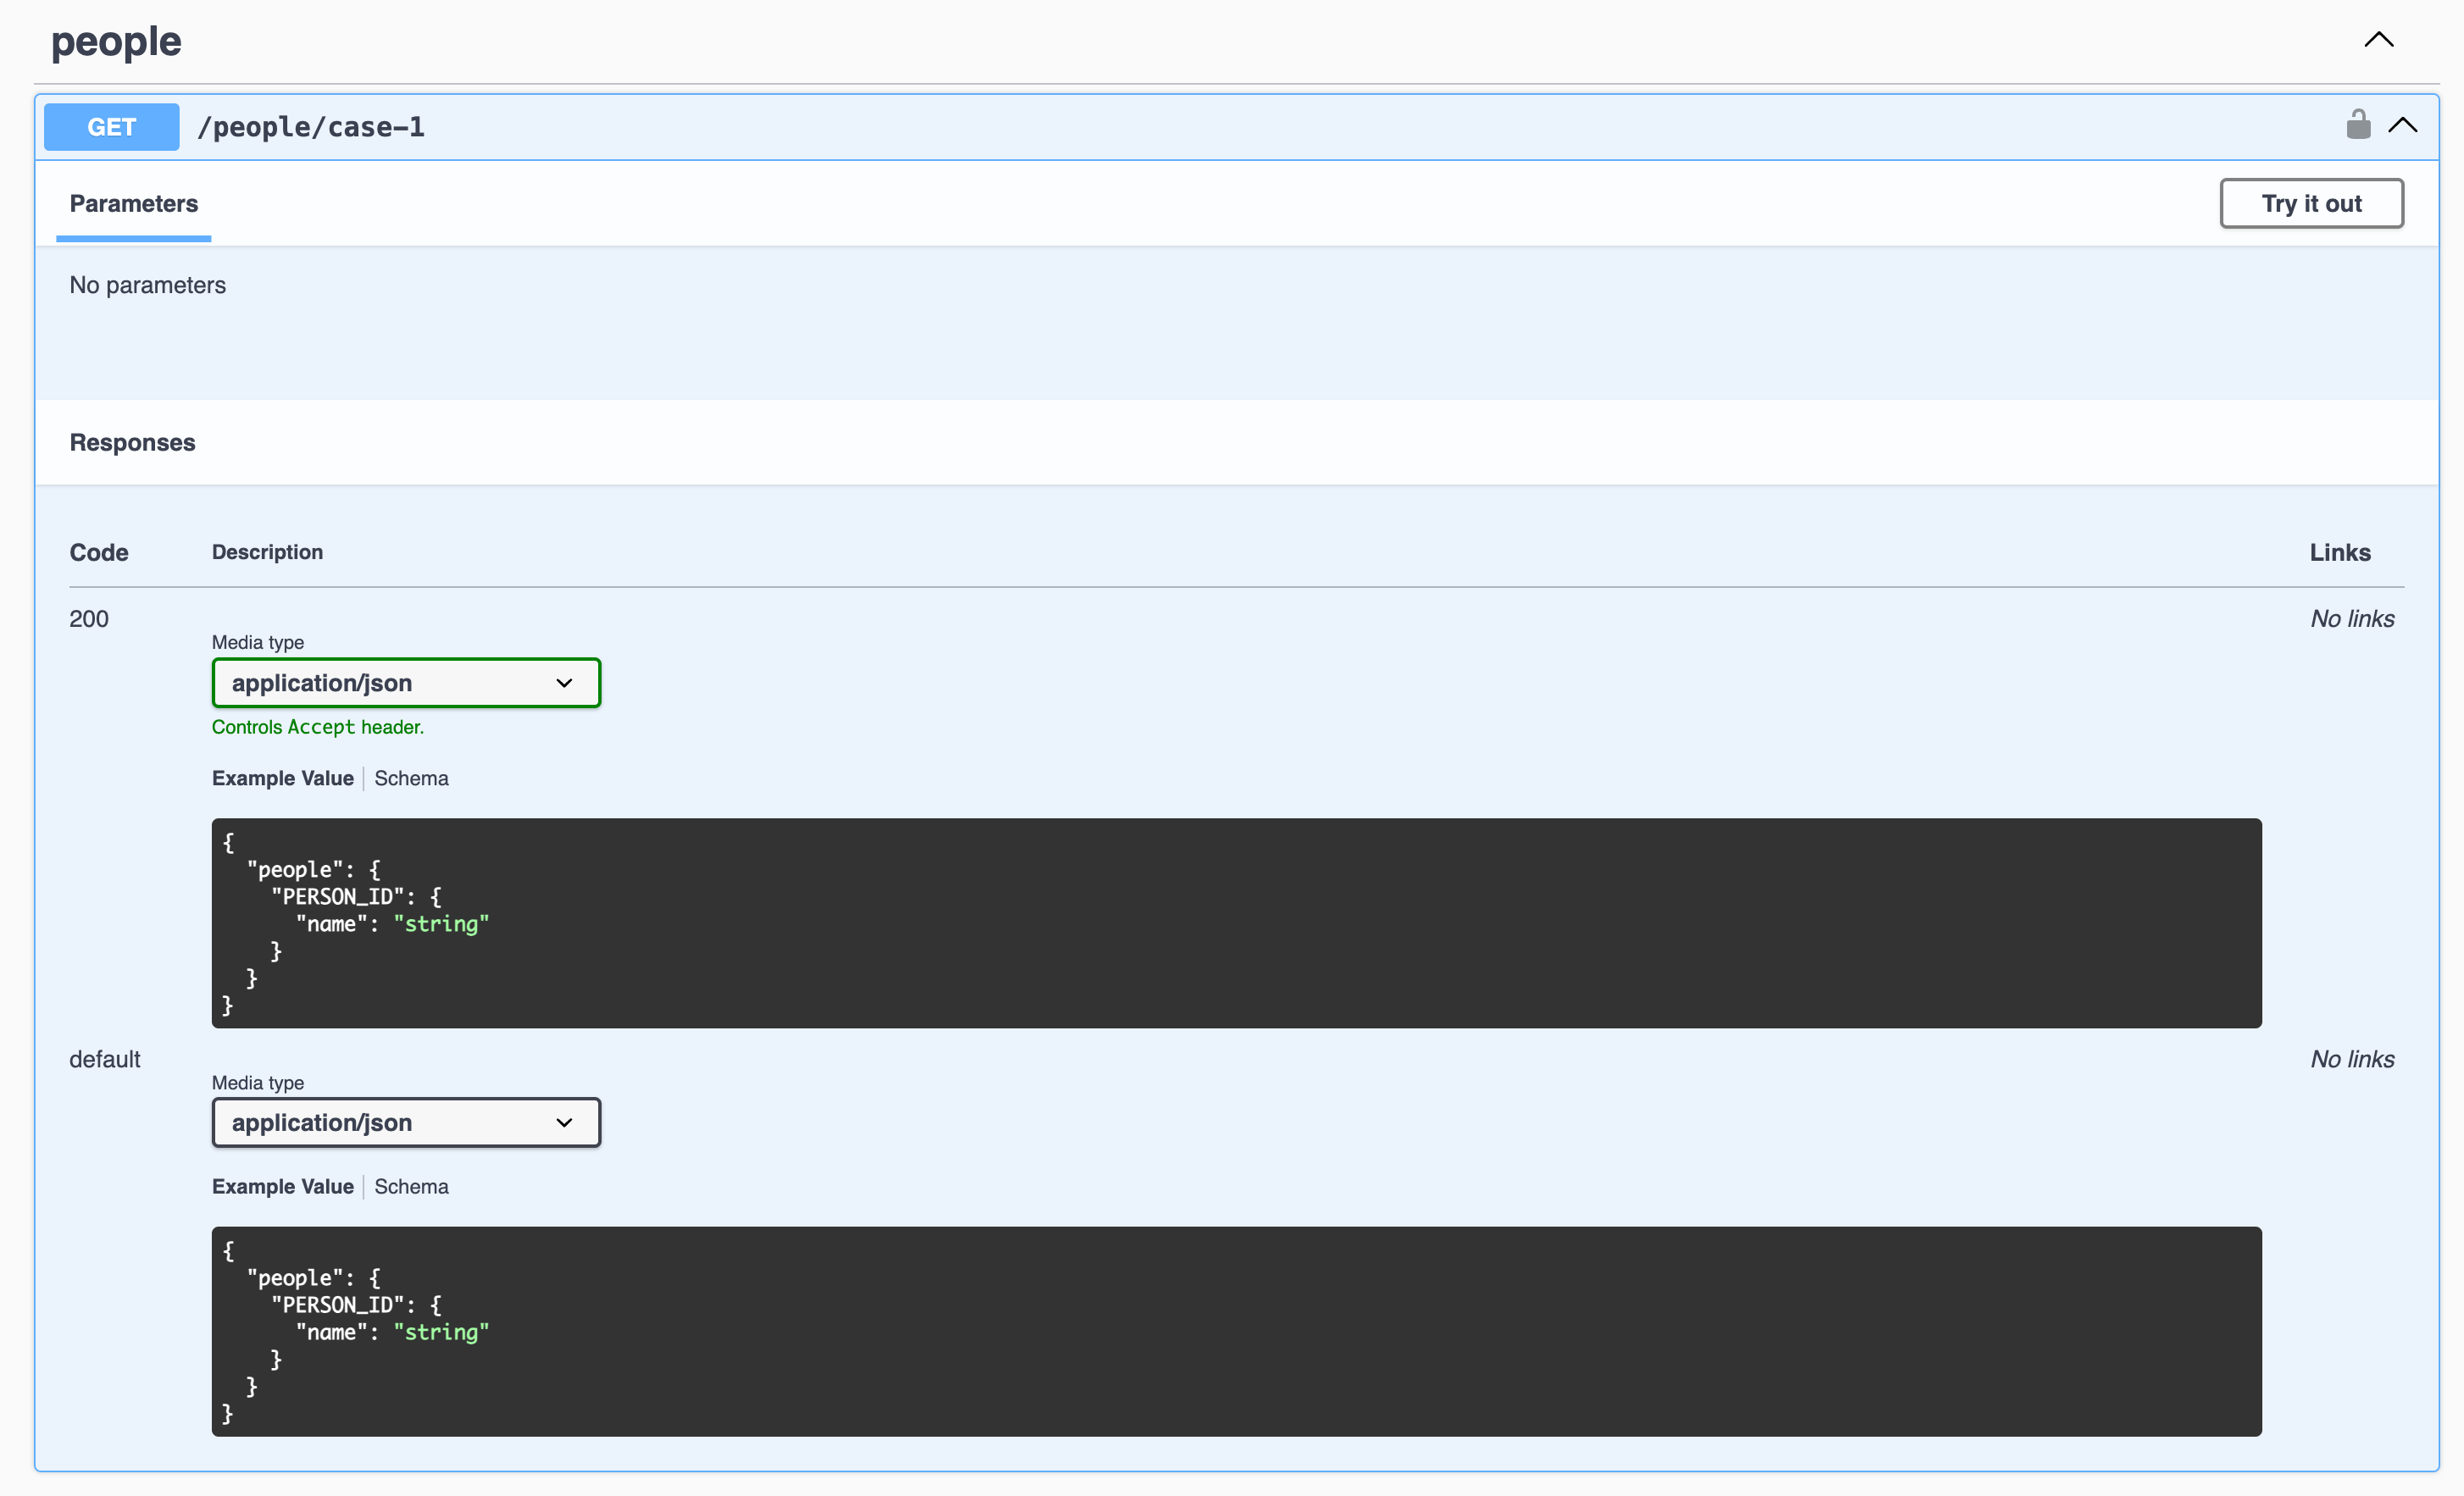 people
GET /people/case-1
Parameters
Try it out
No parameters
Responses
Code Description Links
200 No links
Media type
application/json
Controls Accept header.
Example Value Schema
{
  "people": {
    "PERSON_ID": {
      "name": "string"
    }
  }
}
default No links
Media type
application/json
Example Value Schema
{
  "people": {
    "PERSON_ID": {
      "name": "string"
    }
  }
}